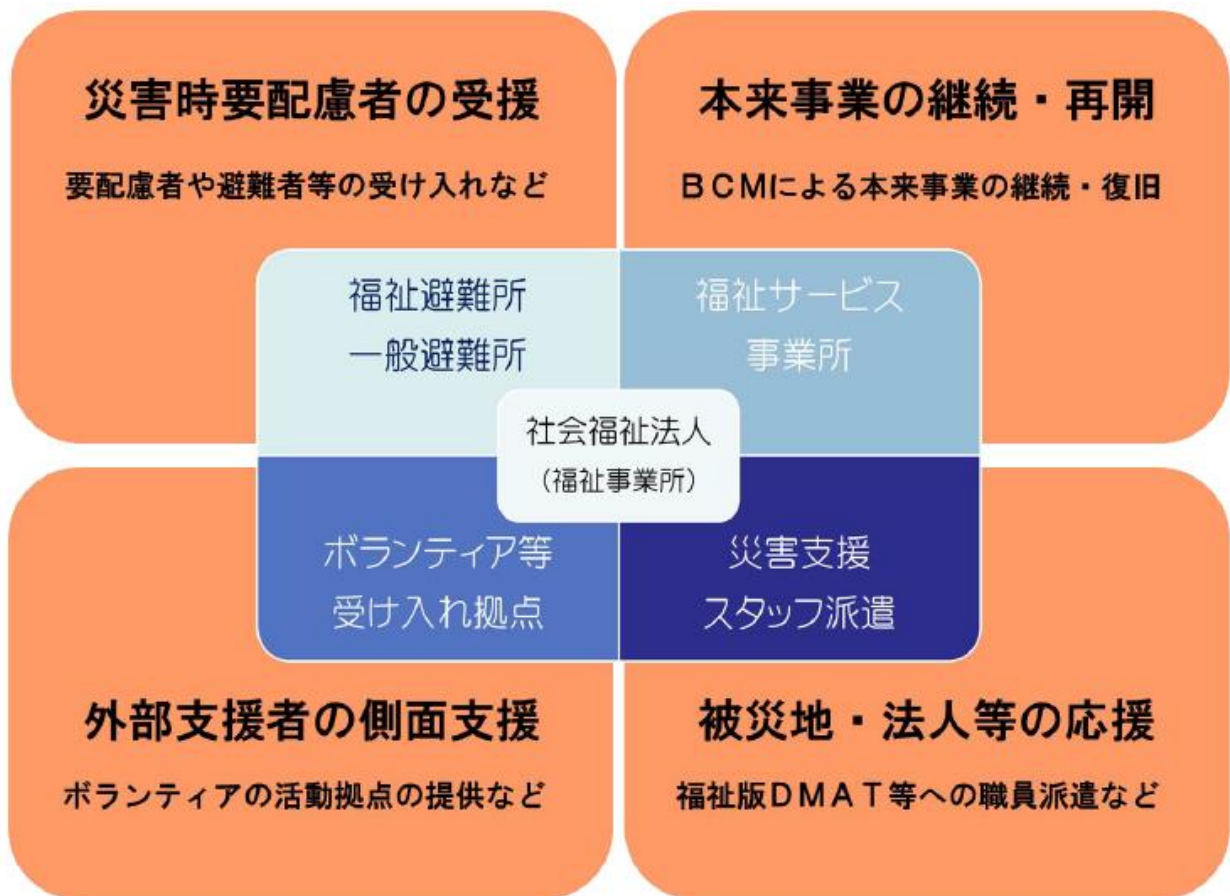 災害時要配慮者の受援
要配慮者や避難者等の受け入れなど
本来事業の継続・再開
BCMによる本来事業の継続・復旧
福祉避難所
一般避難所
福祉サービス
事業所
社会福祉法人
(福祉事業所)
ボランティア等
受け入れ拠点
災害支援
スタッフ派遣
外部支援者の側面支援
ボランティアの活動拠点の提供など
被災地・法人等の応援
福祉版DMAT等への職員派遣など